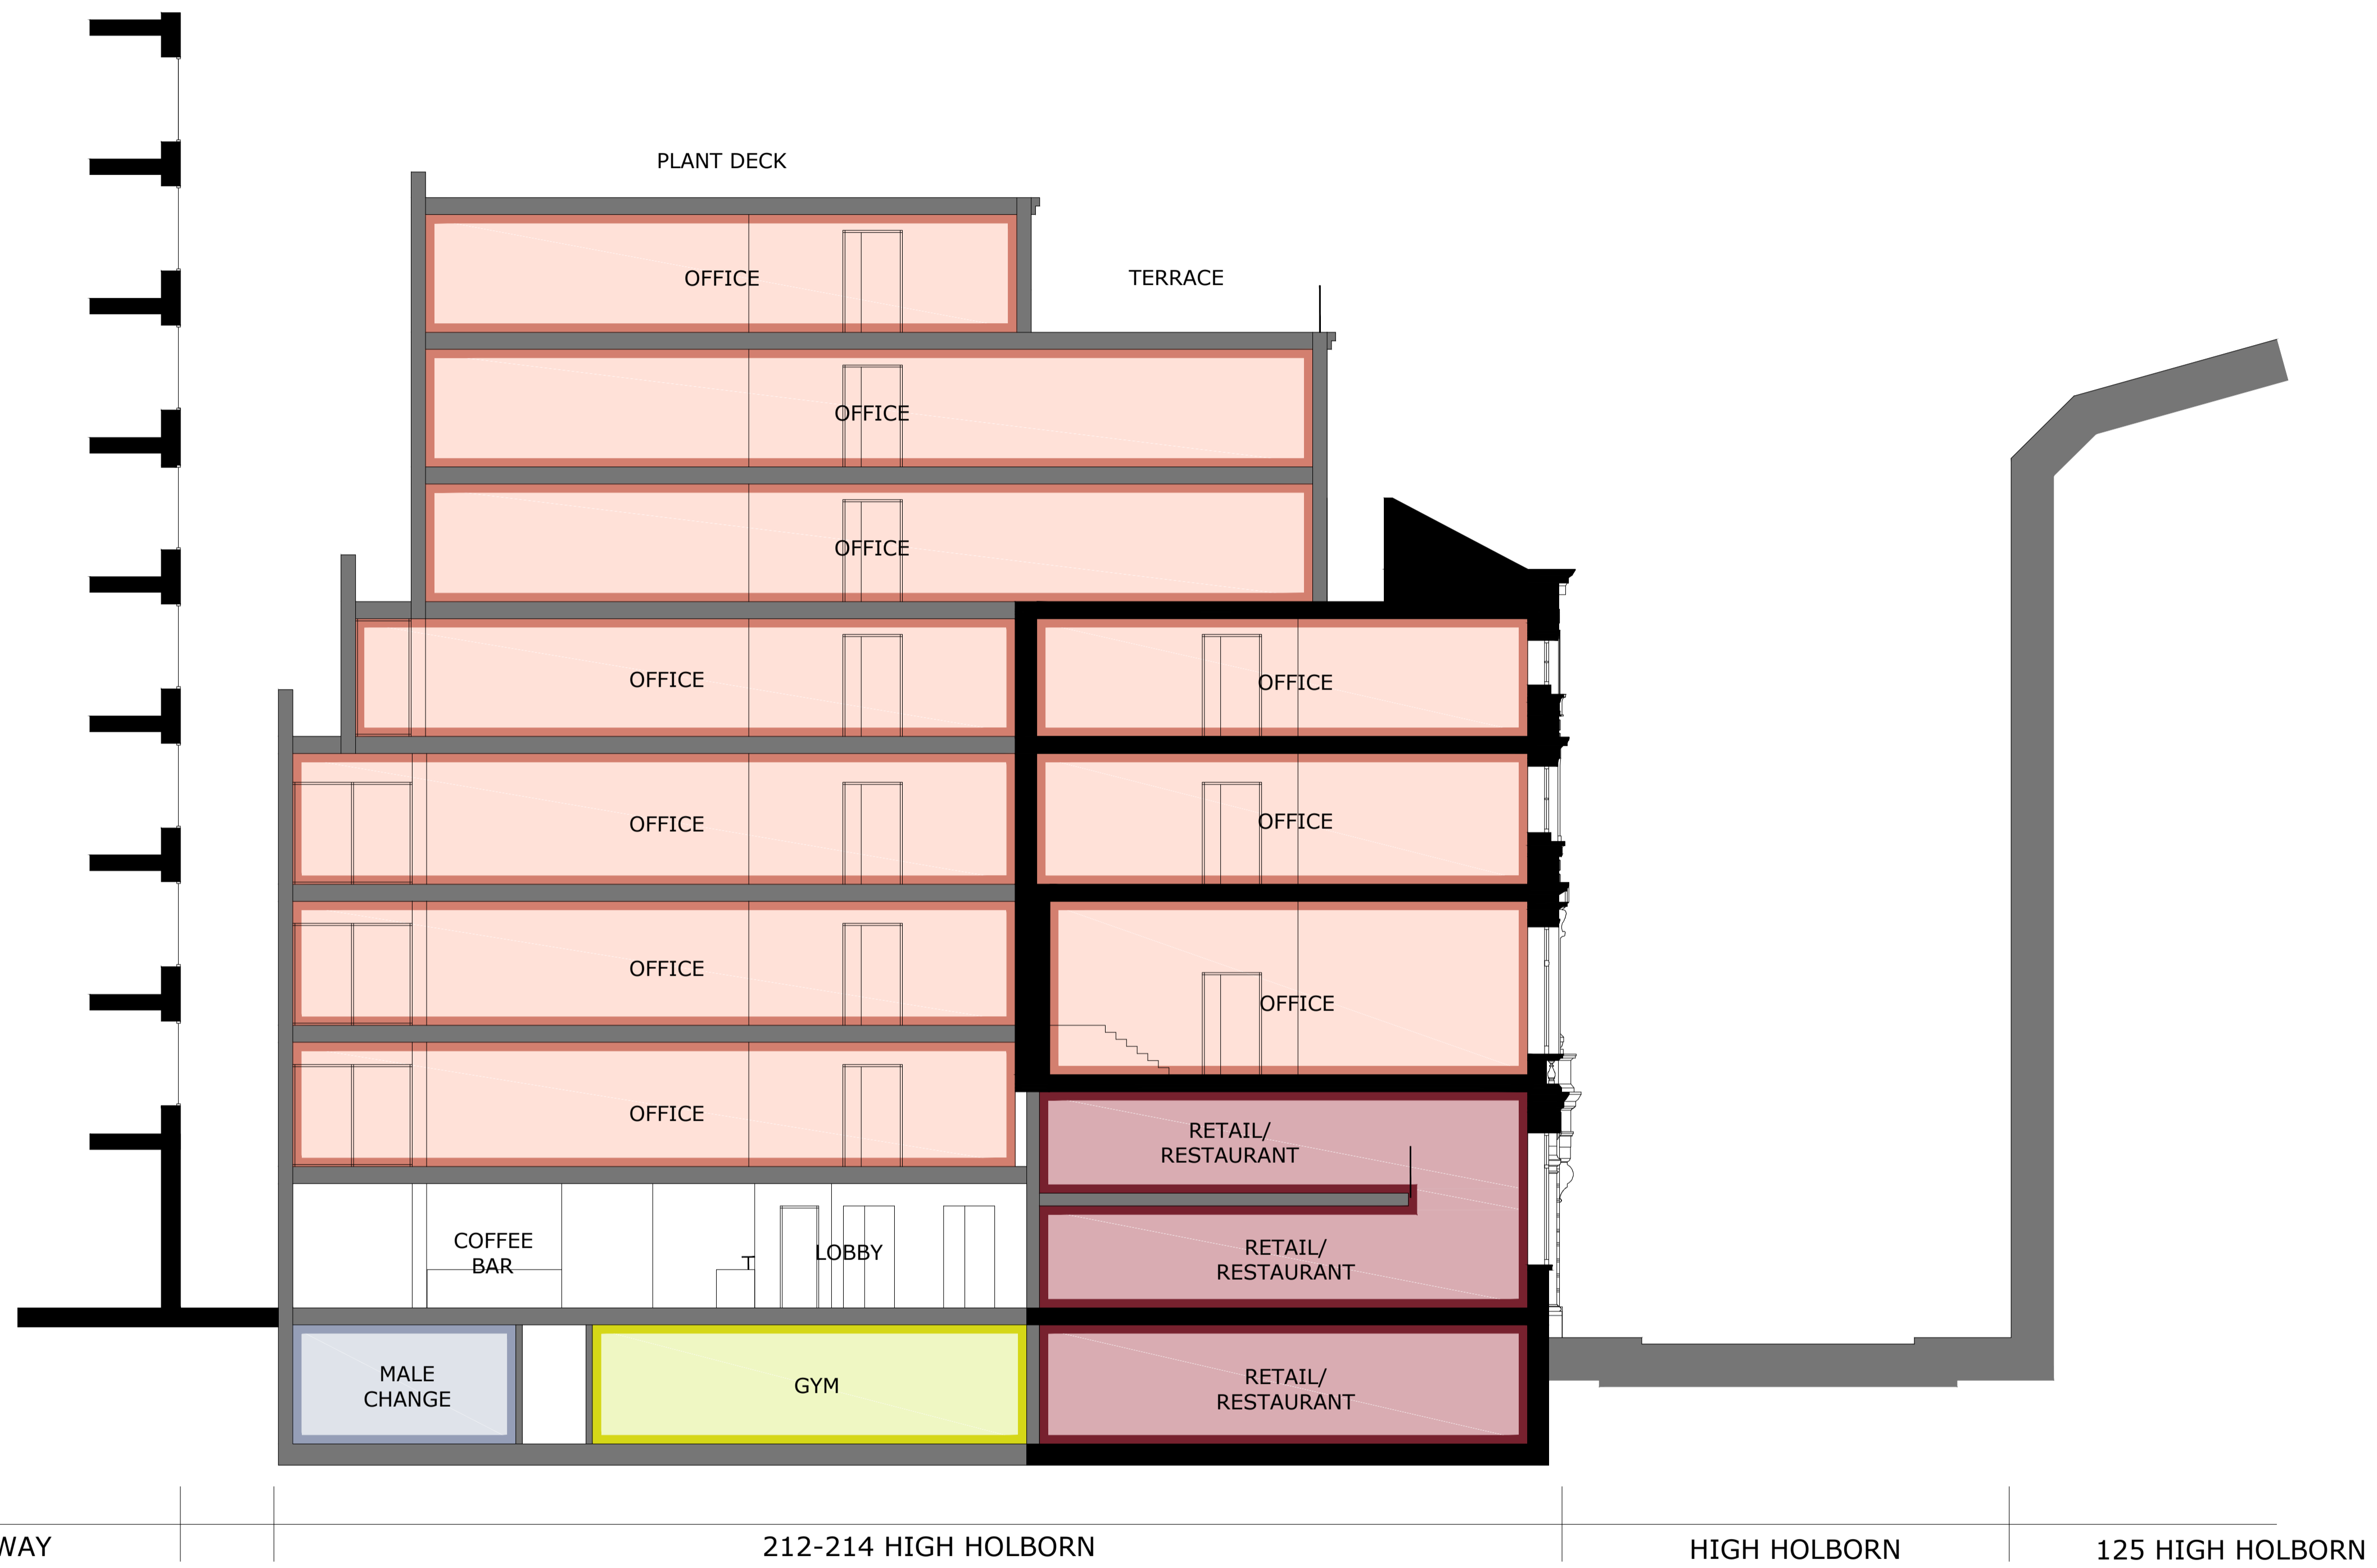 PLANT DECK
OFFICE
TERRACE
OFFICE
OFFICE
OFFICE
OFFICE
OFFICE
OFFICE
OFFICE
OFFICE
OFFICE
RETAIL/
RESTAURANT
COFFEE
BAR
T
LOBBY
RETAIL/
RESTAURANT
MALE
CHANGE
GYM
RETAIL/
RESTAURANT
WAY
212-214 HIGH HOLBORN
HIGH HOLBORN
125 HIGH HOLBORN